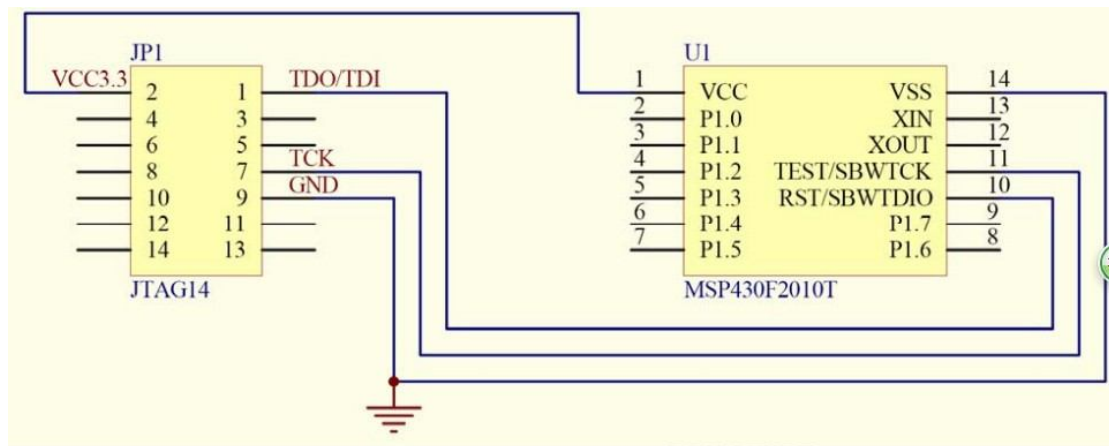 JP1
VCC3.3
2 1 TDO/TDI
4 3
6 5
8 7 TCK
10 9 GND
12 11
14 13
JTAG14
U1
1 VCC VSS 14
2 P1.0 XIN 13
3 P1.1 XOUT 12
4 P1.2 TEST/SBWTCK 11
5 P1.3 RST/SBWTDIO 10
6 P1.4 P1.7 9
7 P1.5 P1.6 8
MSP430F2010T